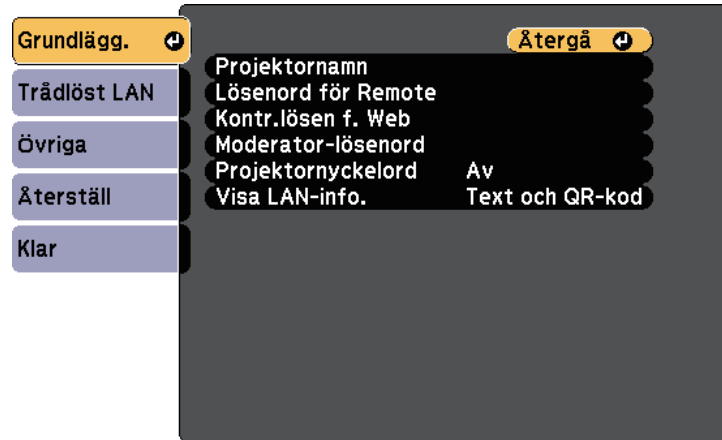 Grundlägg.
Trådlöst LAN
Övriga
Återställ
Klar
Återgå
Projektornamn
Lösenord för Remote
Kontr.lösen f. Web
Moderator-lösenord
Projektornyckelord Av
Visa LAN-info. Text och QR-kod